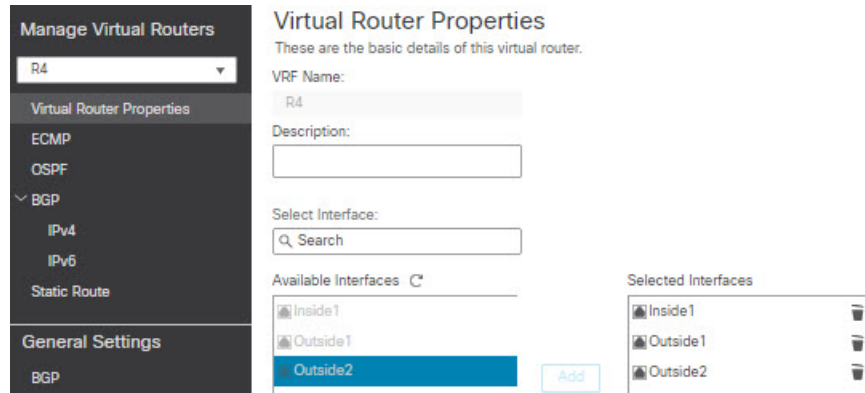 Manage Virtual Routers
R4
Virtual Router Properties
ECMP
OSPF
BGP
IPv4
IPv6
Static Route
General Settings
BGP
Virtual Router Properties
These are the basic details of this virtual router.
VRF Name:
R4
Description:
Select Interface:
Search
Available Interfaces
Inside1
Outside1
Outside2
Add
Selected Interfaces
Inside1
Outside1
Outside2